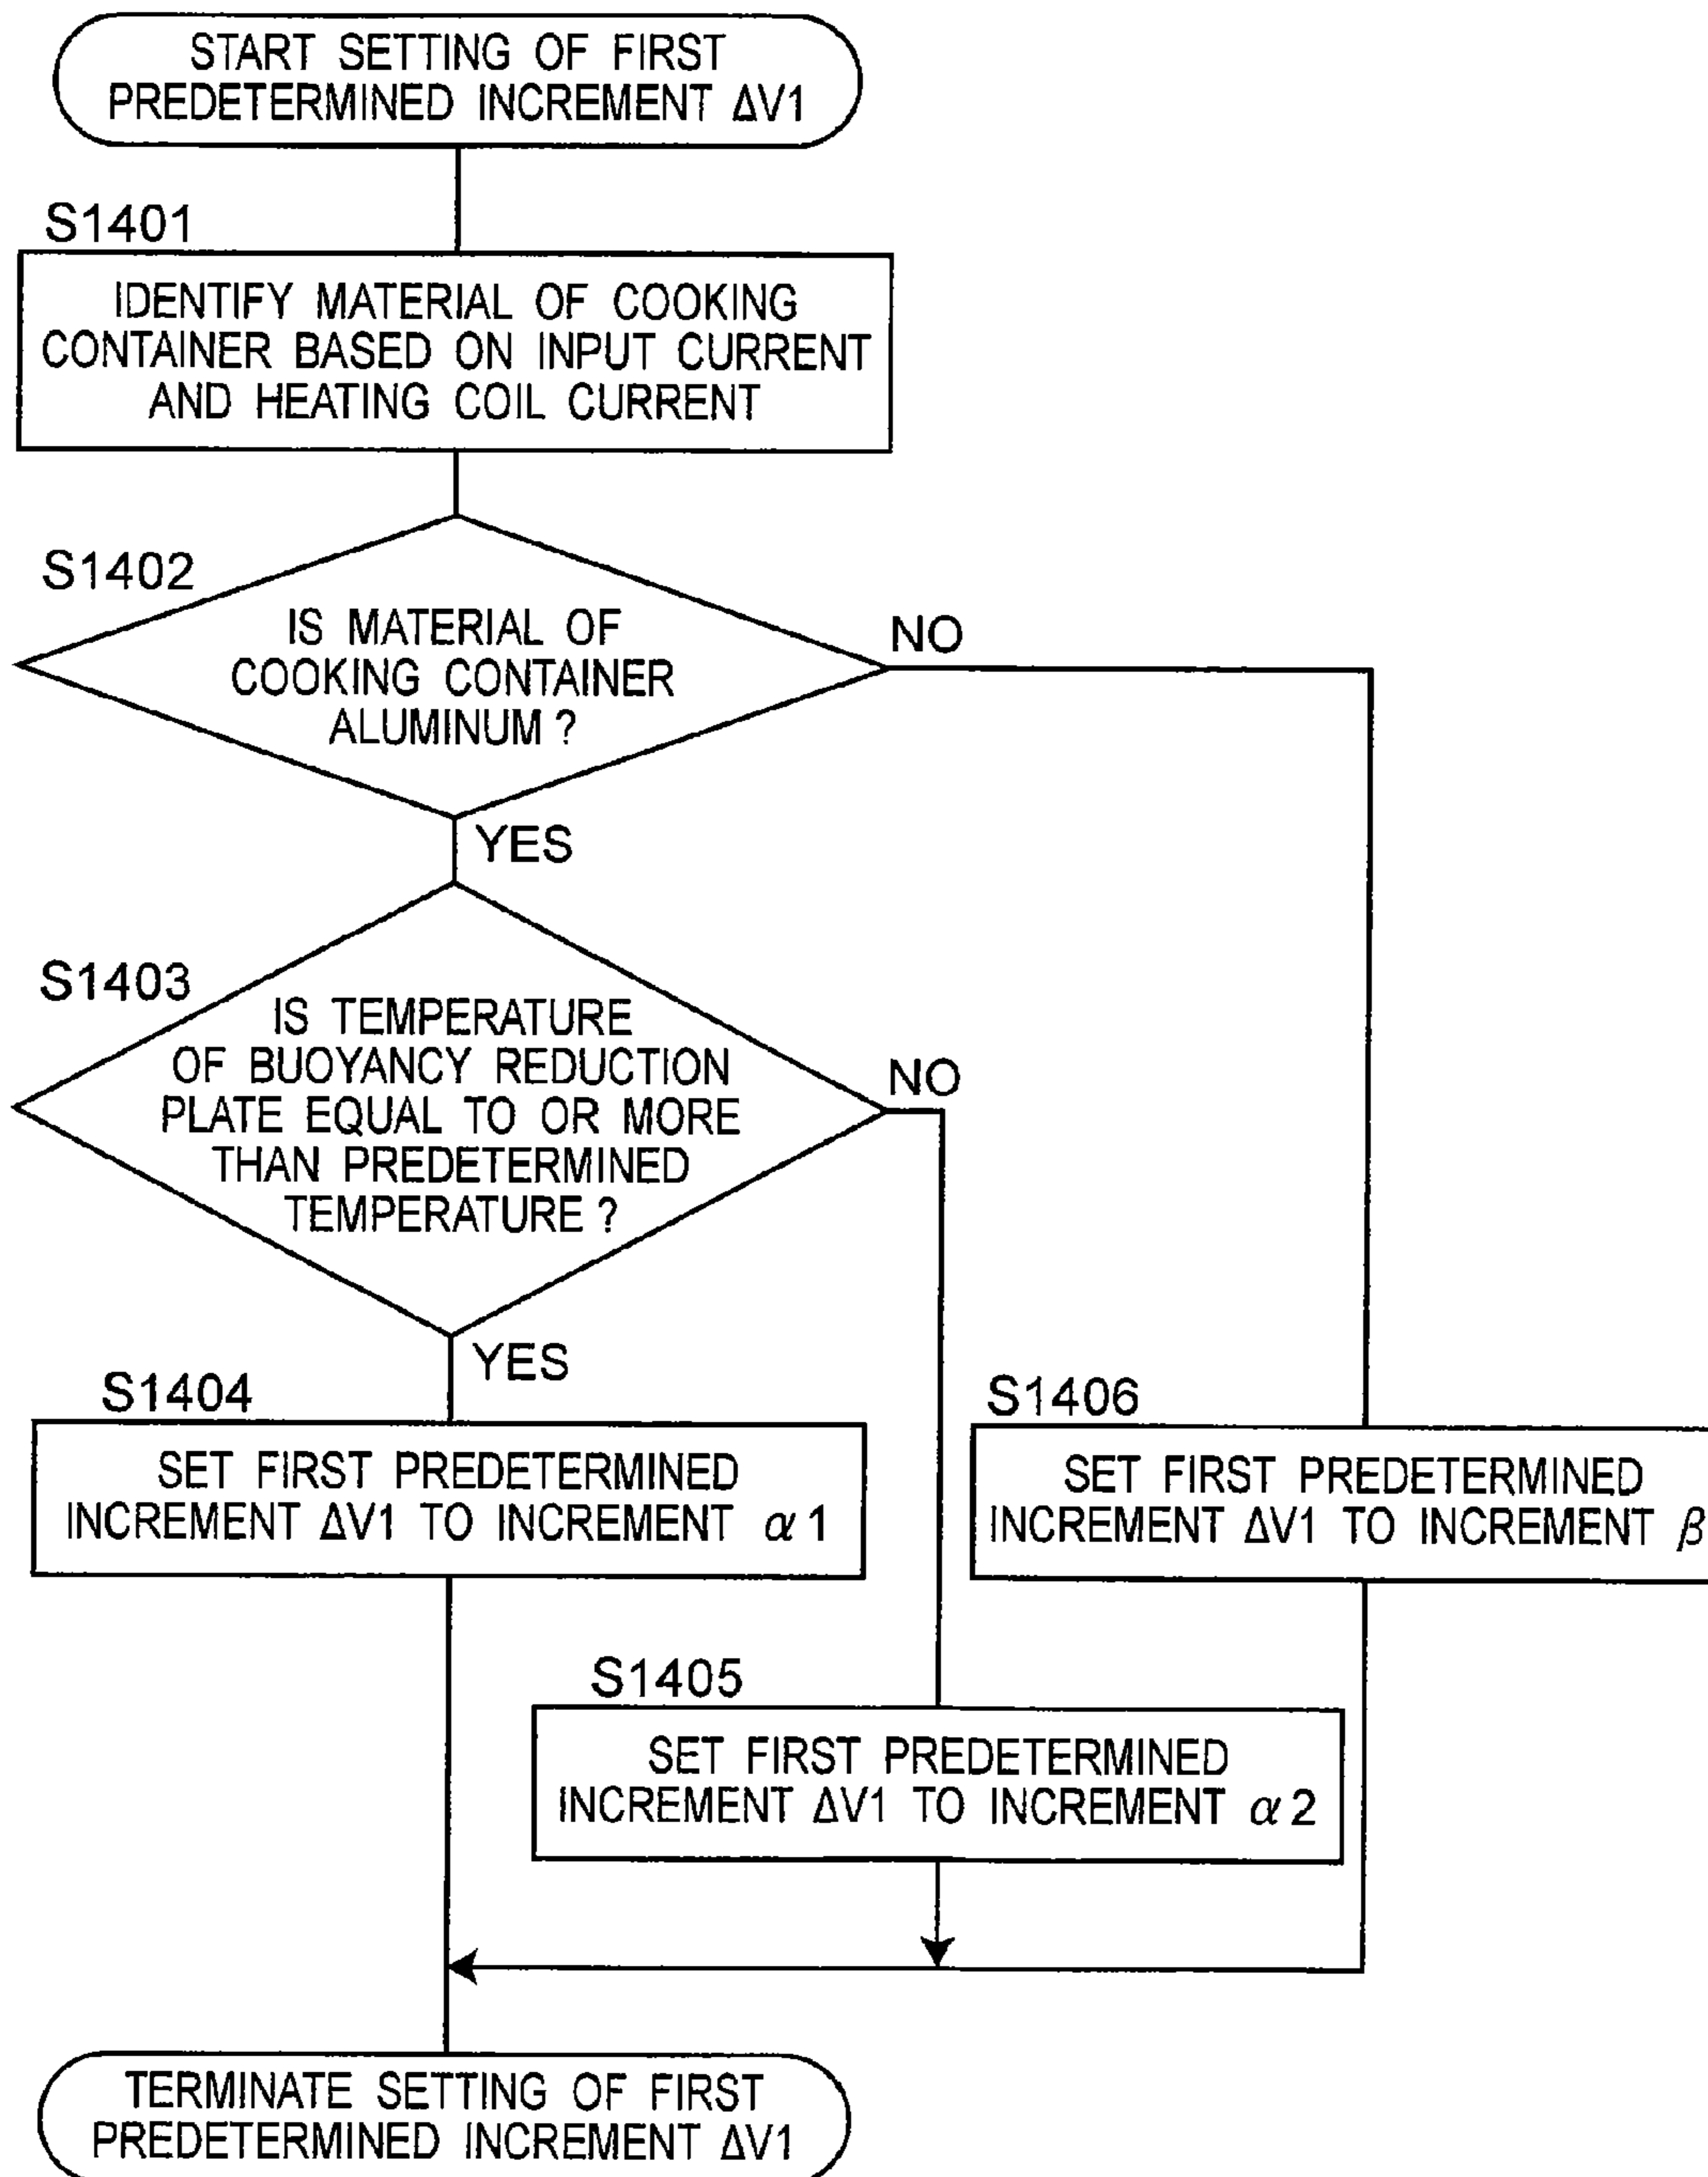 START SETTING OF FIRST
PREDETERMINED INCREMENT ΔV1
S1401
IDENTIFY MATERIAL OF COOKING
CONTAINER BASED ON INPUT CURRENT
AND HEATING COIL CURRENT
S1402
IS MATERIAL OF
COOKING CONTAINER
ALUMINUM ?
NO
YES
S1403
IS TEMPERATURE
OF BUOYANCY REDUCTION
PLATE EQUAL TO OR MORE
THAN PREDETERMINED
TEMPERATURE ?
NO
YES
S1404
SET FIRST PREDETERMINED
INCREMENT ΔV1 TO INCREMENT α1
S1406
SET FIRST PREDETERMINED
INCREMENT ΔV1 TO INCREMENT β
S1405
SET FIRST PREDETERMINED
INCREMENT ΔV1 TO INCREMENT α2
TERMINATE SETTING OF FIRST
PREDETERMINED INCREMENT ΔV1